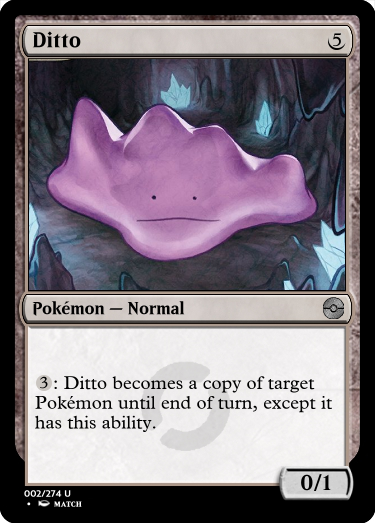 Ditto 5
Pokémon — Normal
3: Ditto becomes a copy of target
Pokémon until end of turn, except it
has this ability.
0/1
002/274 U
• MATCH